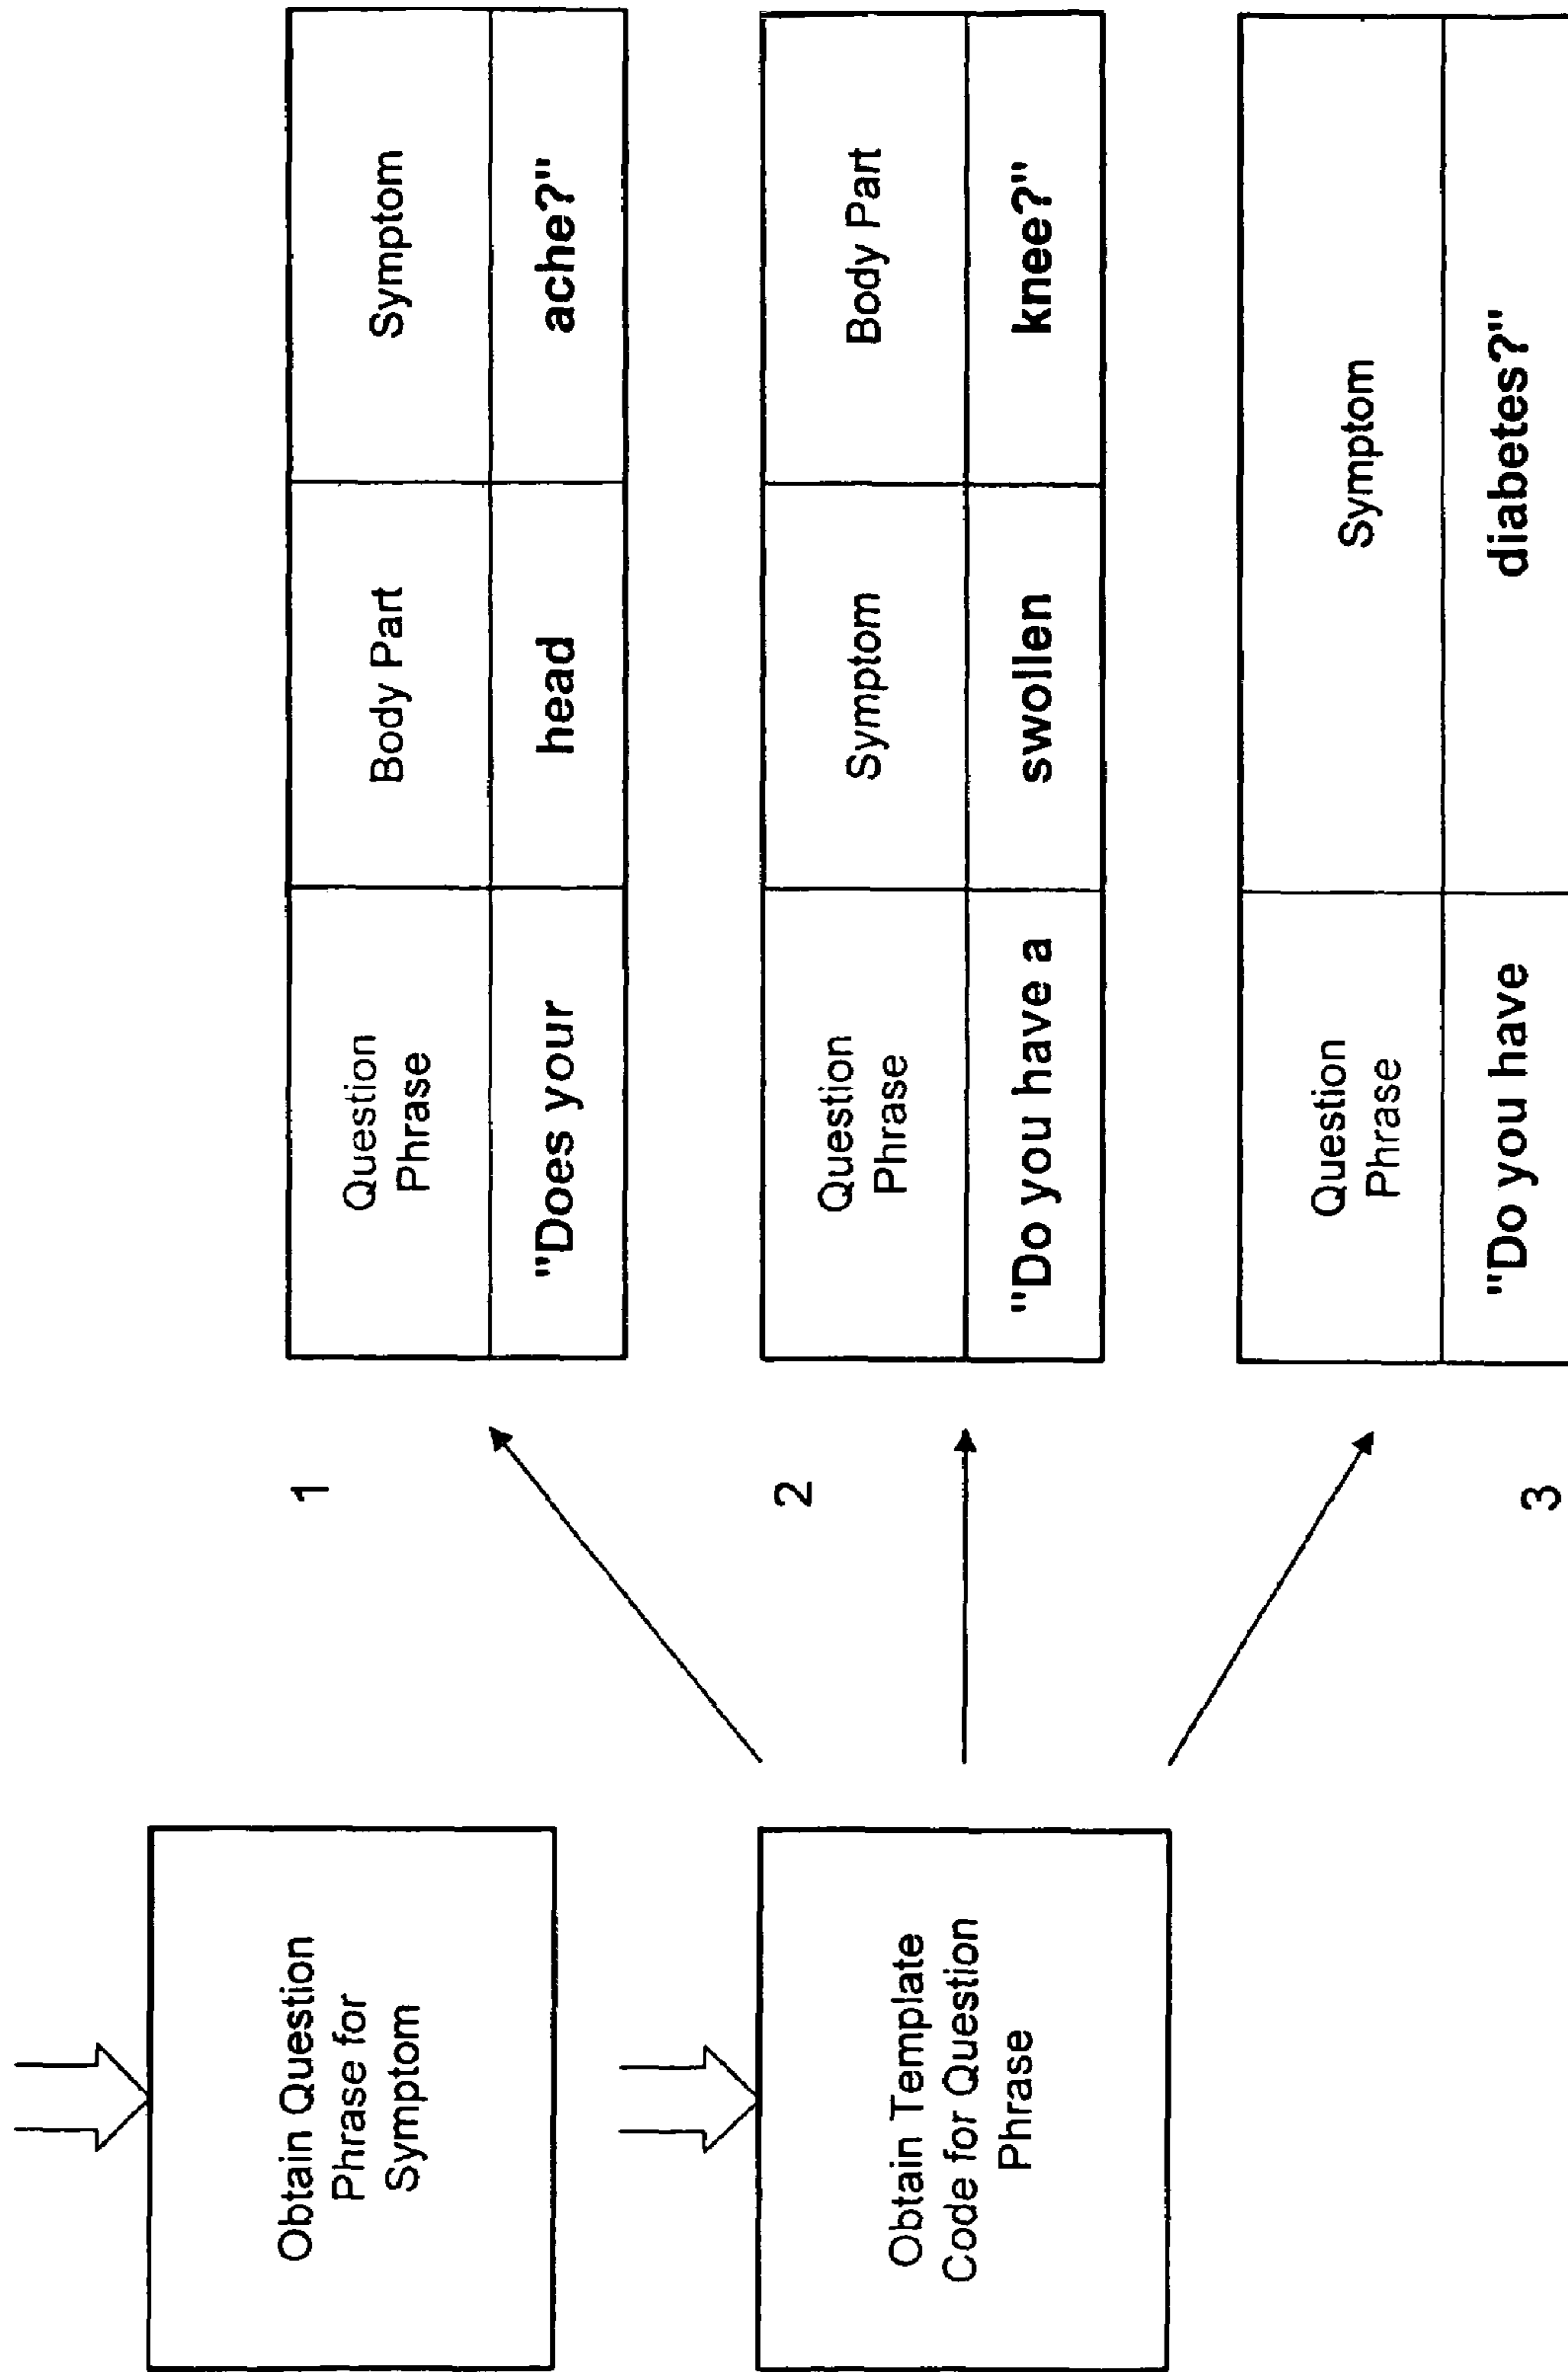 Obtain Question
Phrase for
Symptom
Obtain Template
Code for Question
Phrase
1
Question
Phrase
Body Part
Symptom
"Does your
head
ache?"
2
Question
Phrase
Symptom
Body Part
"Do you have a
swollen
knee?"
3
Question
Phrase
Symptom
"Do you have
diabetes?"